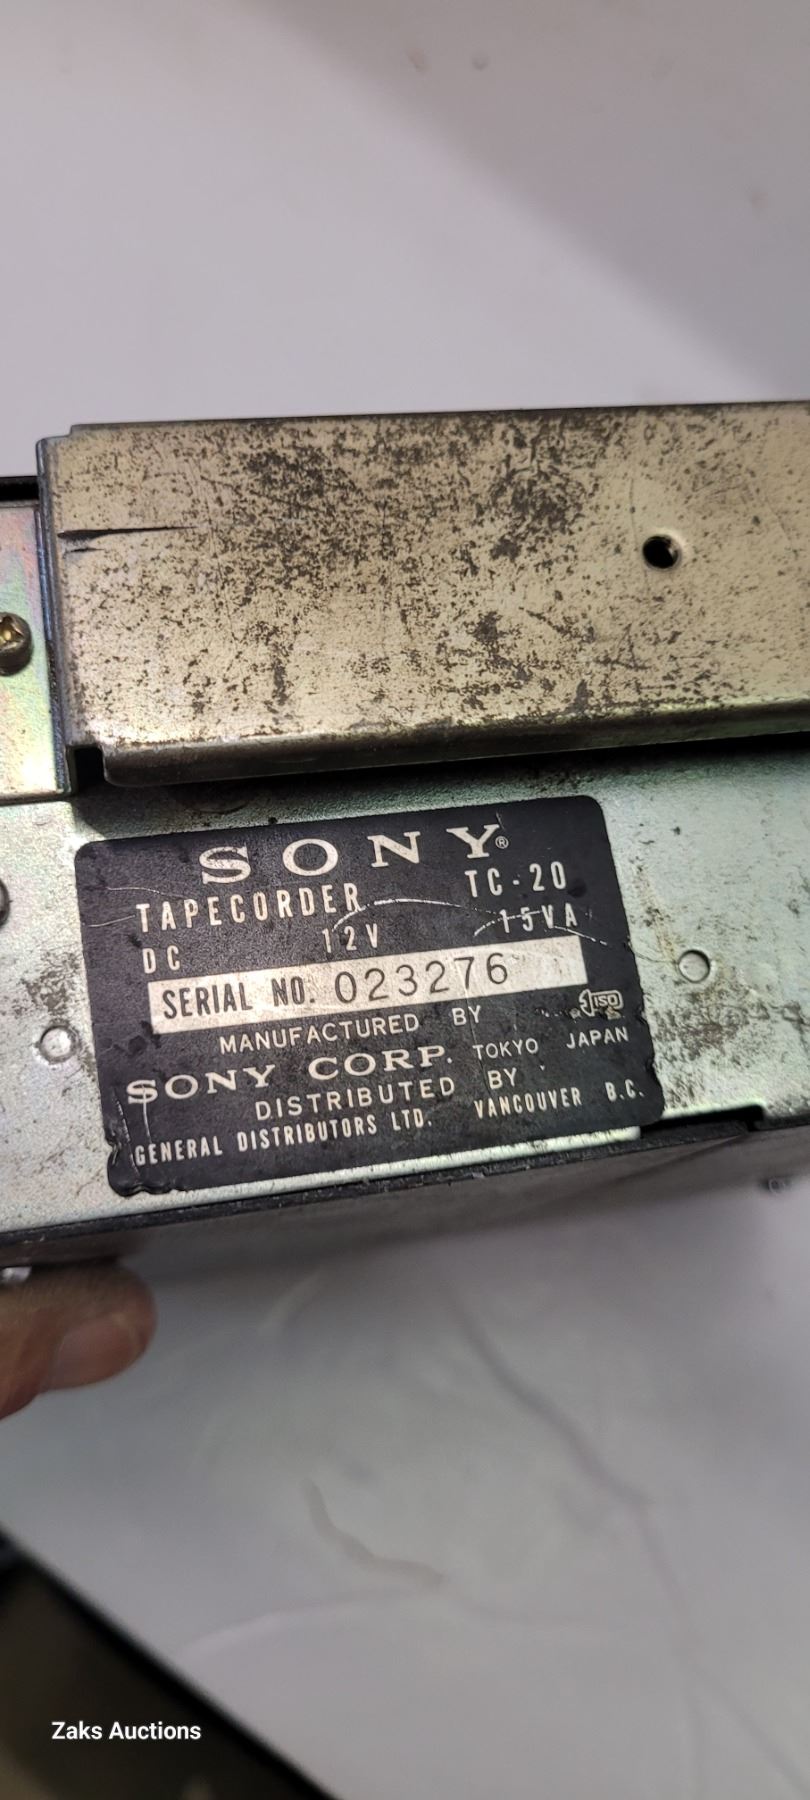 SONY®
TAPECORDER TC-20
DC 12V 15VA
SERIAL NO. 023276
MANUFACTURED BY
SONY CORP. TOKYO JAPAN
DISTRIBUTED BY
GENERAL DISTRIBUTORS LTD. VANCOUVER B.C.
ISO
Zaks Auctions